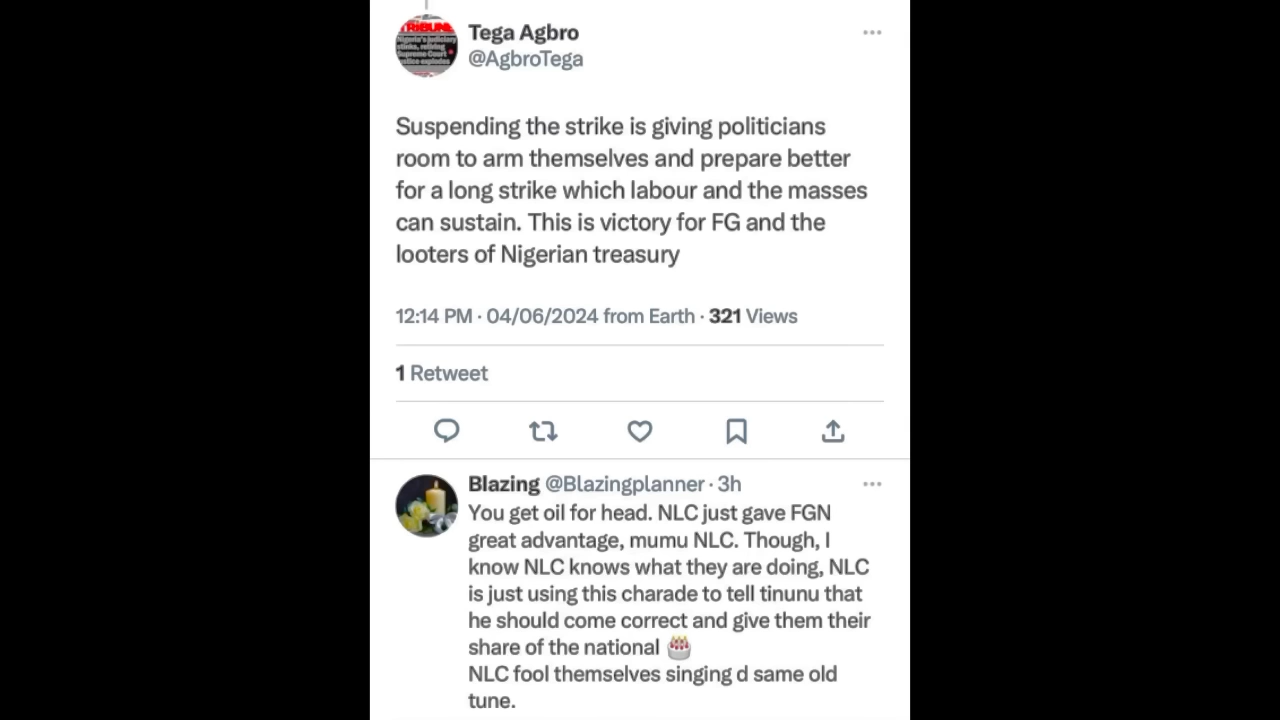 TRIBUNE
Tega Agbro
@AgbroTega
Suspending the strike is giving politicians
room to arm themselves and prepare better
for a long strike which labour and the masses
can sustain. This is victory for FG and the
looters of Nigerian treasury
12:14 PM · 04/06/2024 from Earth · 321 Views
1 Retweet
Blazing @Blazingplanner · 3h
You get oil for head. NLC just gave FGN
great advantage, mumu NLC. Though, I
know NLC knows what they are doing, NLC
is just using this charade to tell tinunu that
he should come correct and give them their
share of the national 🎂
NLC fool themselves singing d same old
tune.